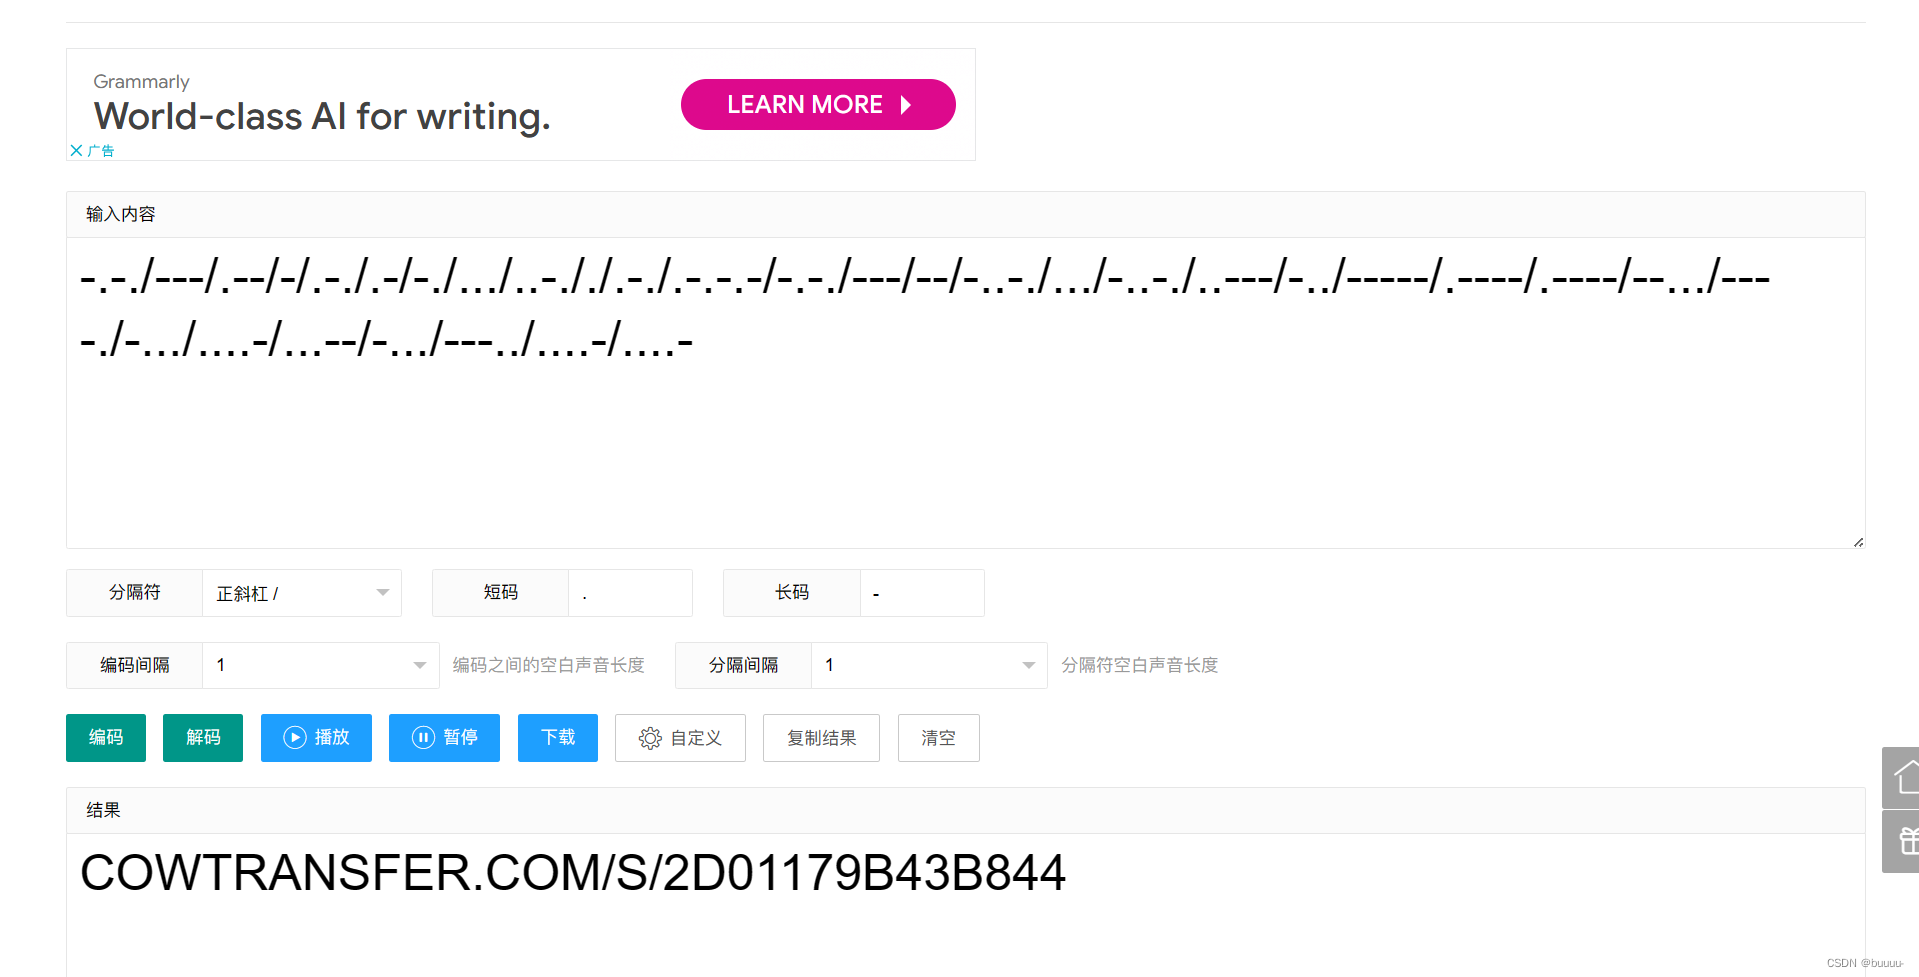 Grammarly
World-class AI for writing.
LEARN MORE
广告
输入内容
-.-./---/.--/-/.-./.-/-./.../..-././.-./.-.-.-/-.-./---/--/-..-./.../-..-./..---/-../-----/.----/.----/--.../---
-./-.../....-/...--/-.../---../....-/....-
分隔符 正斜杠 / 短码 . 长码 -
编码间隔 1 编码之间的空白声音长度 分隔间隔 1 分隔符空白声音长度
编码 解码 播放 暂停 下载 自定义 复制结果 清空
结果
COWTRANSFER.COM/S/2D01179B43B844
CSDN @buuuu-